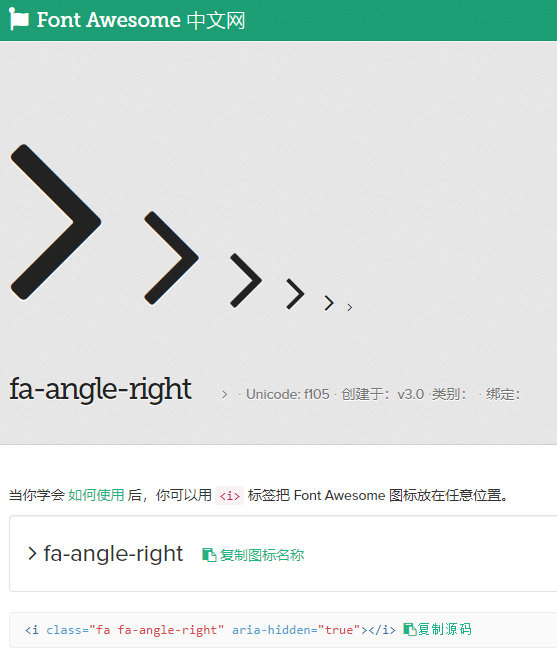 Font Awesome 中文网
fa-angle-right · Unicode: f105 · 创建于：v3.0 ·类别： · 绑定：
当你学会 如何使用 后，你可以用 <i> 标签把 Font Awesome 图标放在任意位置。
fa-angle-right 复制图标名称
<i class="fa fa-angle-right" aria-hidden="true"></i> 复制源码